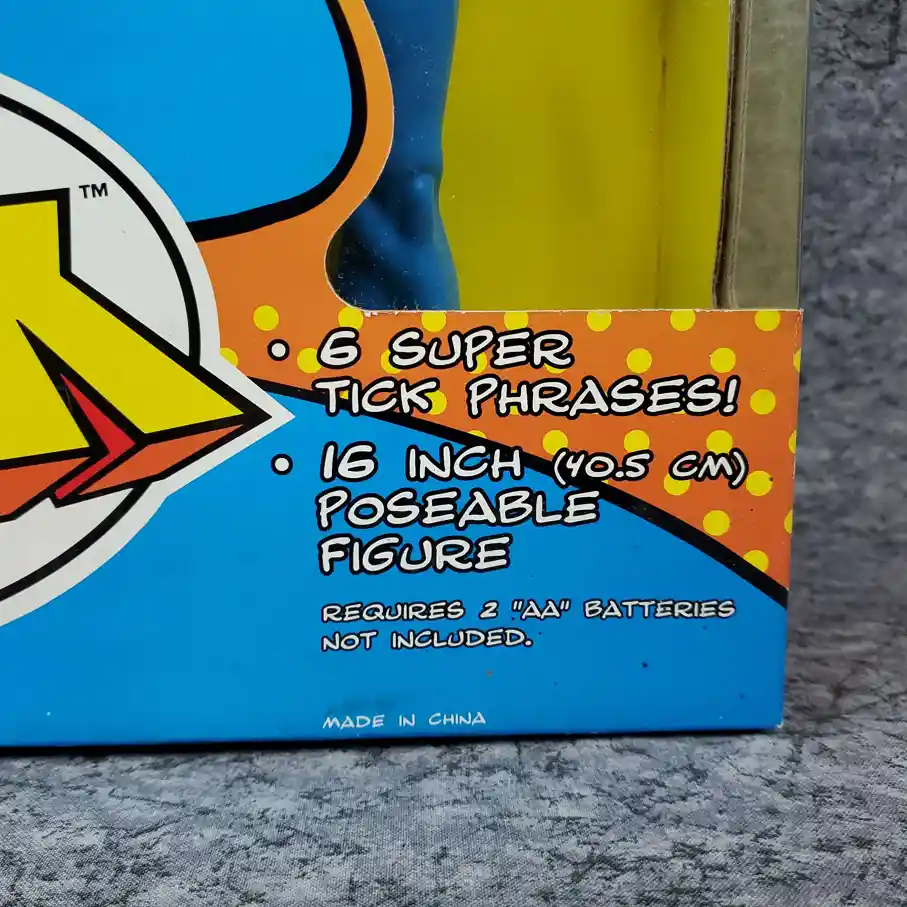 TM
• 6 SUPER
TICK PHRASES!
• 16 INCH (40.5 CM)
POSEABLE
FIGURE
REQUIRES 2 "AA" BATTERIES
NOT INCLUDED.
MADE IN CHINA